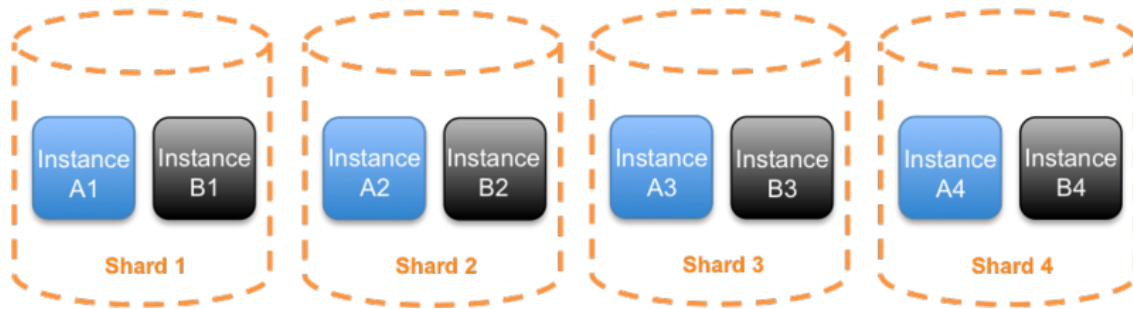 Instance
A1
Instance
B1
Shard 1
Instance
A2
Instance
B2
Shard 2
Instance
A3
Instance
B3
Shard 3
Instance
A4
Instance
B4
Shard 4